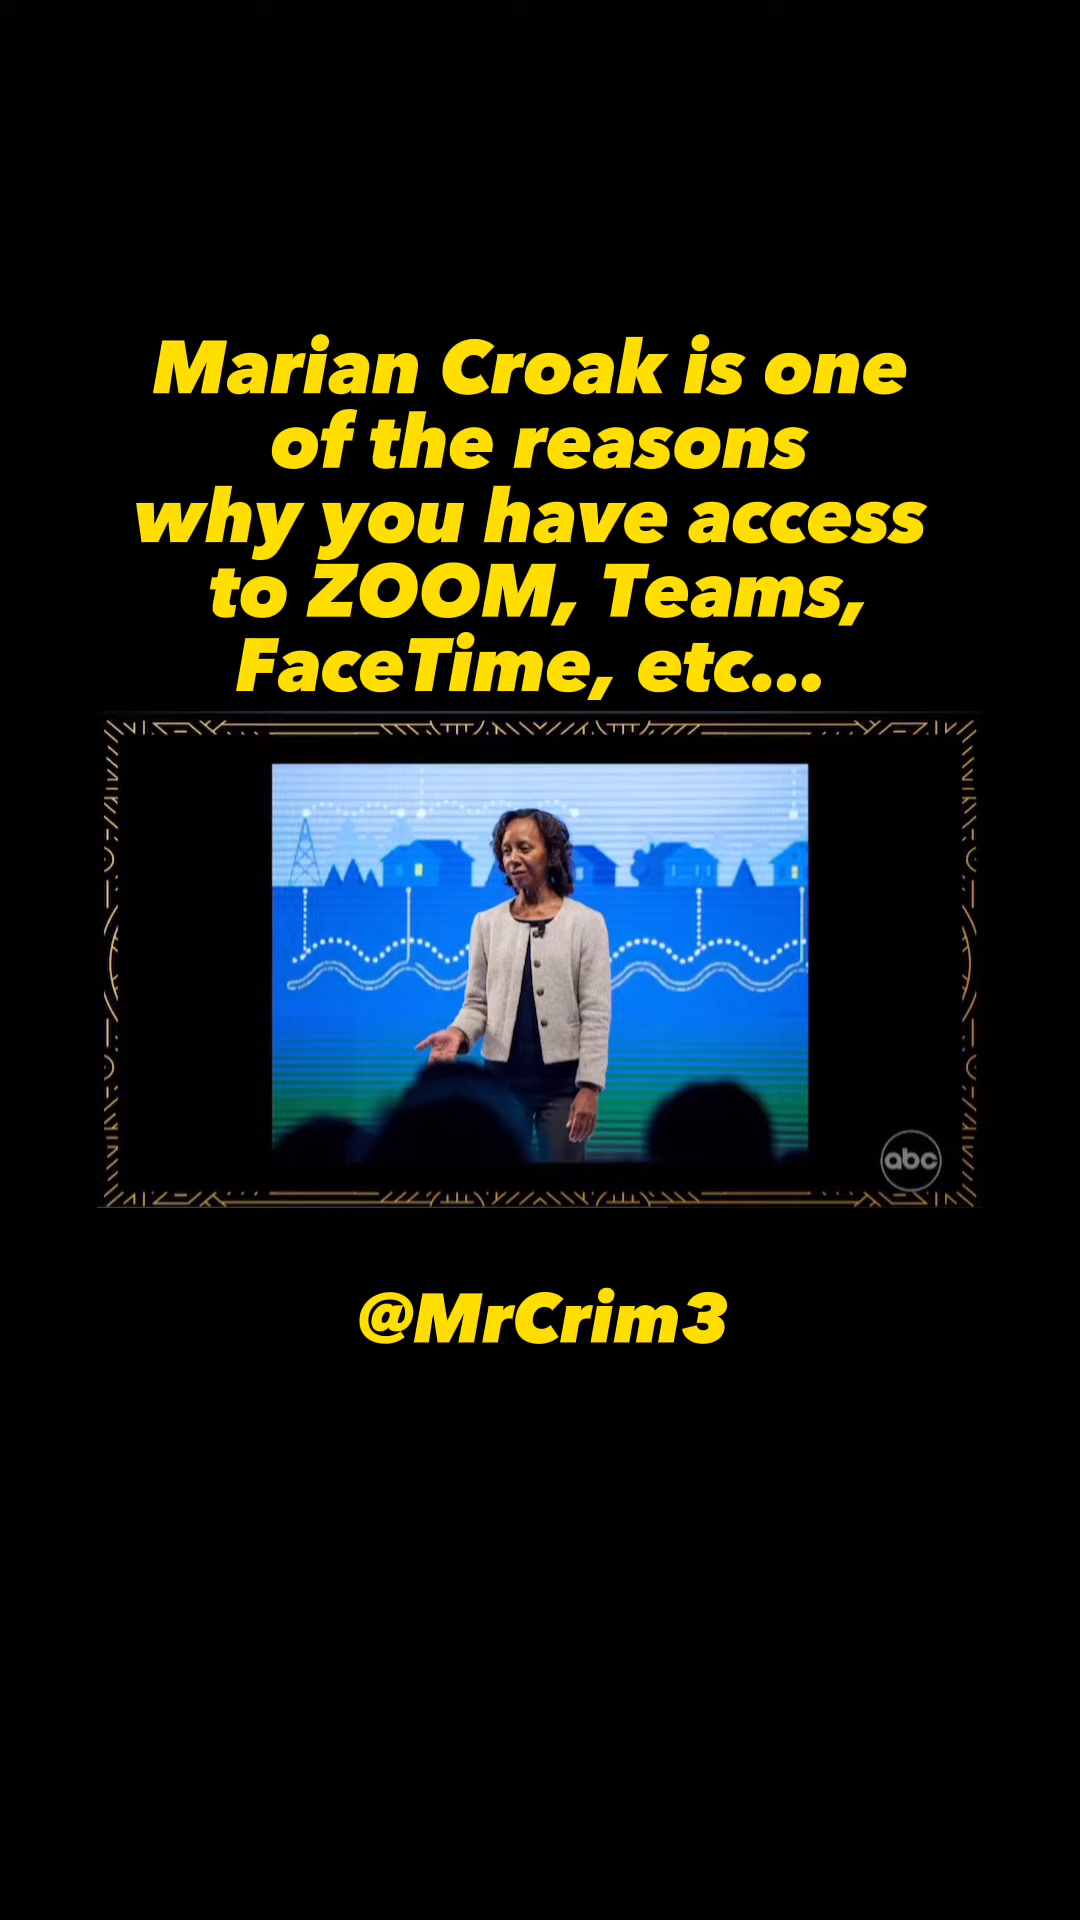 Marian Croak is one
of the reasons
why you have access
to ZOOM, Teams,
FaceTime, etc...
abc
@MrCrim3